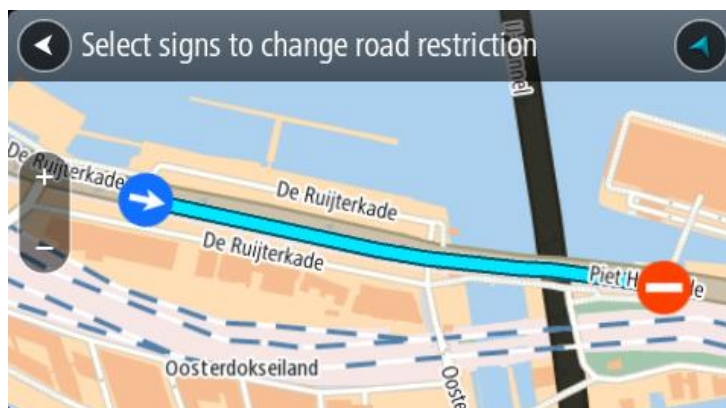 Select signs to change road restriction
De Ruijterkade
De Ruijterkade
De Ruijterkade
+
-
Oosterdokseiland